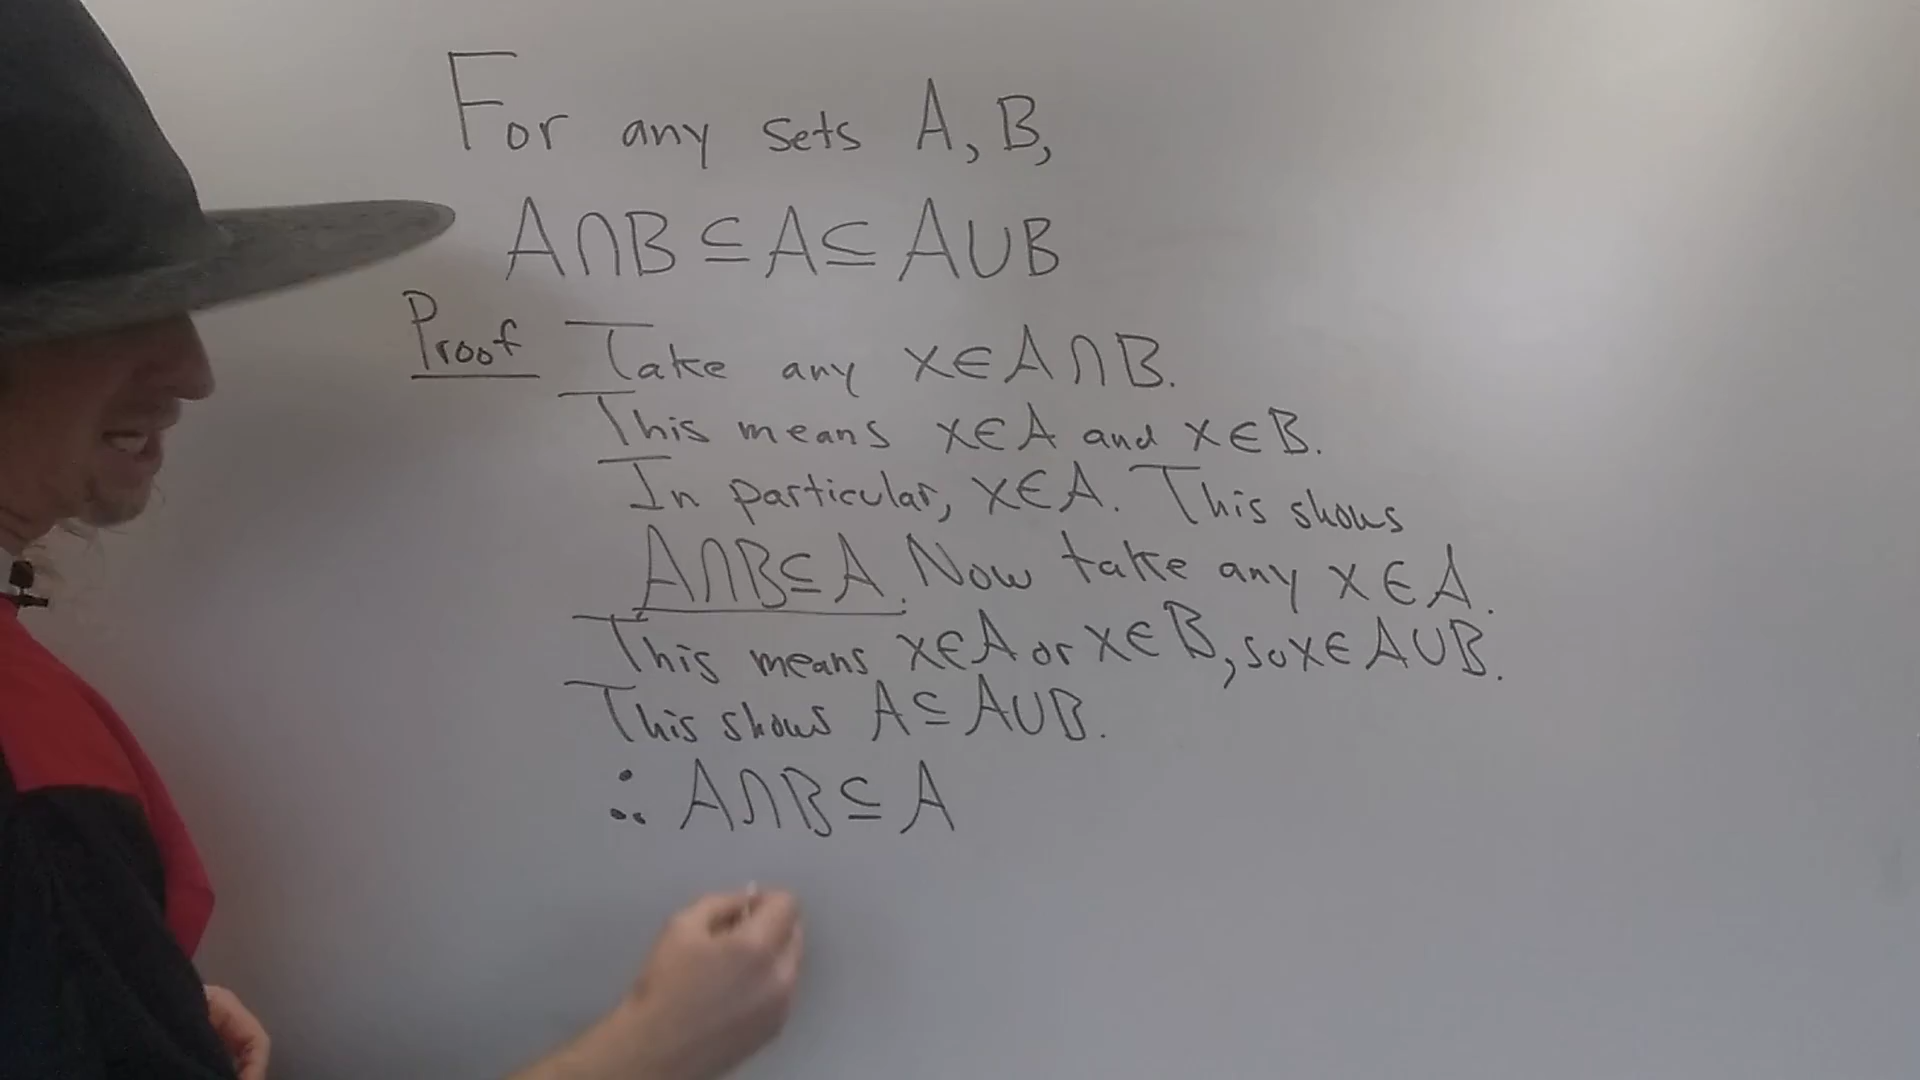 For any sets A, B,
A∩B ⊆ A ⊆ A∪B
Proof Take any x∈A∩B.
This means x∈A and x∈B.
In particular, x∈A. This shows
A∩B⊆A. Now take any x∈A.
This means x∈A or x∈B, so x∈A∪B.
This shows A⊆A∪B.
∴ A∩B⊆A